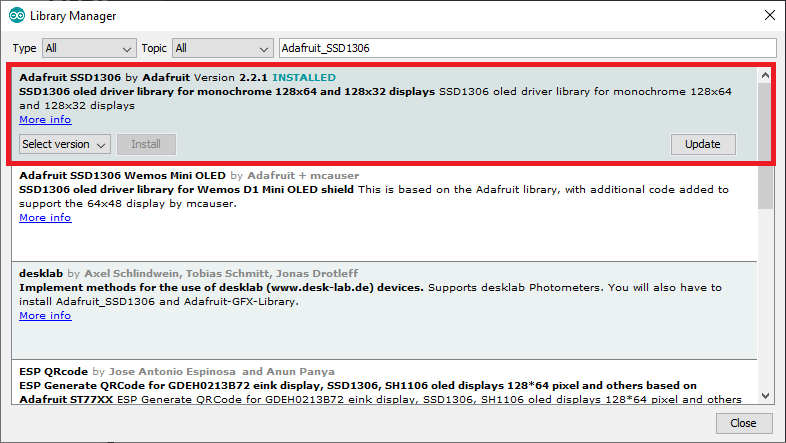 Library Manager
Type All Topic All Adafruit_SSD1306
Adafruit SSD1306 by Adafruit Version 2.2.1 INSTALLED
SSD1306 oled driver library for monochrome 128x64 and 128x32 displays SSD1306 oled driver library for monochrome 128x64
and 128x32 displays
More info
Select version Install Update
Adafruit SSD1306 Wemos Mini OLED by Adafruit + mcauser
SSD1306 oled driver library for Wemos D1 Mini OLED shield This is based on the Adafruit library, with additional code added to
support the 64x48 display by mcauser.
More info
desklab by Axel Schlindwein, Tobias Schmitt, Jonas Drotleff
Implement methods for the use of desklab (www.desk-lab.de) devices. Supports desklab Photometers. You will also have to
install Adafruit_SSD1306 and Adafruit-GFX-Library.
More info
ESP QRcode by Jose Antonio Espinosa and Anun Panya
ESP Generate QRCode for GDEH0213B72 eink display, SSD1306, SH1106 oled displays 128*64 pixel and others based on
Adafruit ST77XX ESP Generate QRCode for GDEH0213B72 eink display, SSD1306, SH1106 oled displays 128*64 pixel and others
Close